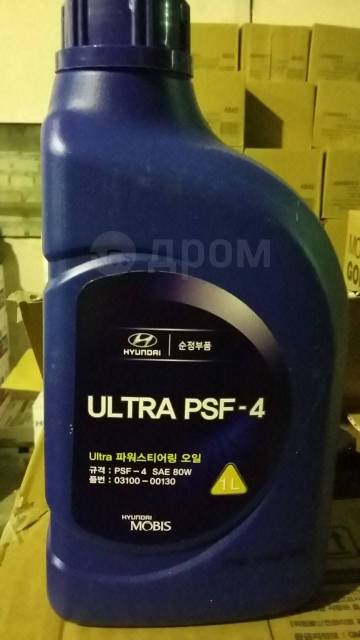 дром
HYUNDAI 순정부품
ULTRA PSF-4
Ultra 파워스티어링 오일
규격 : PSF-4 SAE 80W
품번 : 03100-00130
1L
HYUNDAI
MOBIS